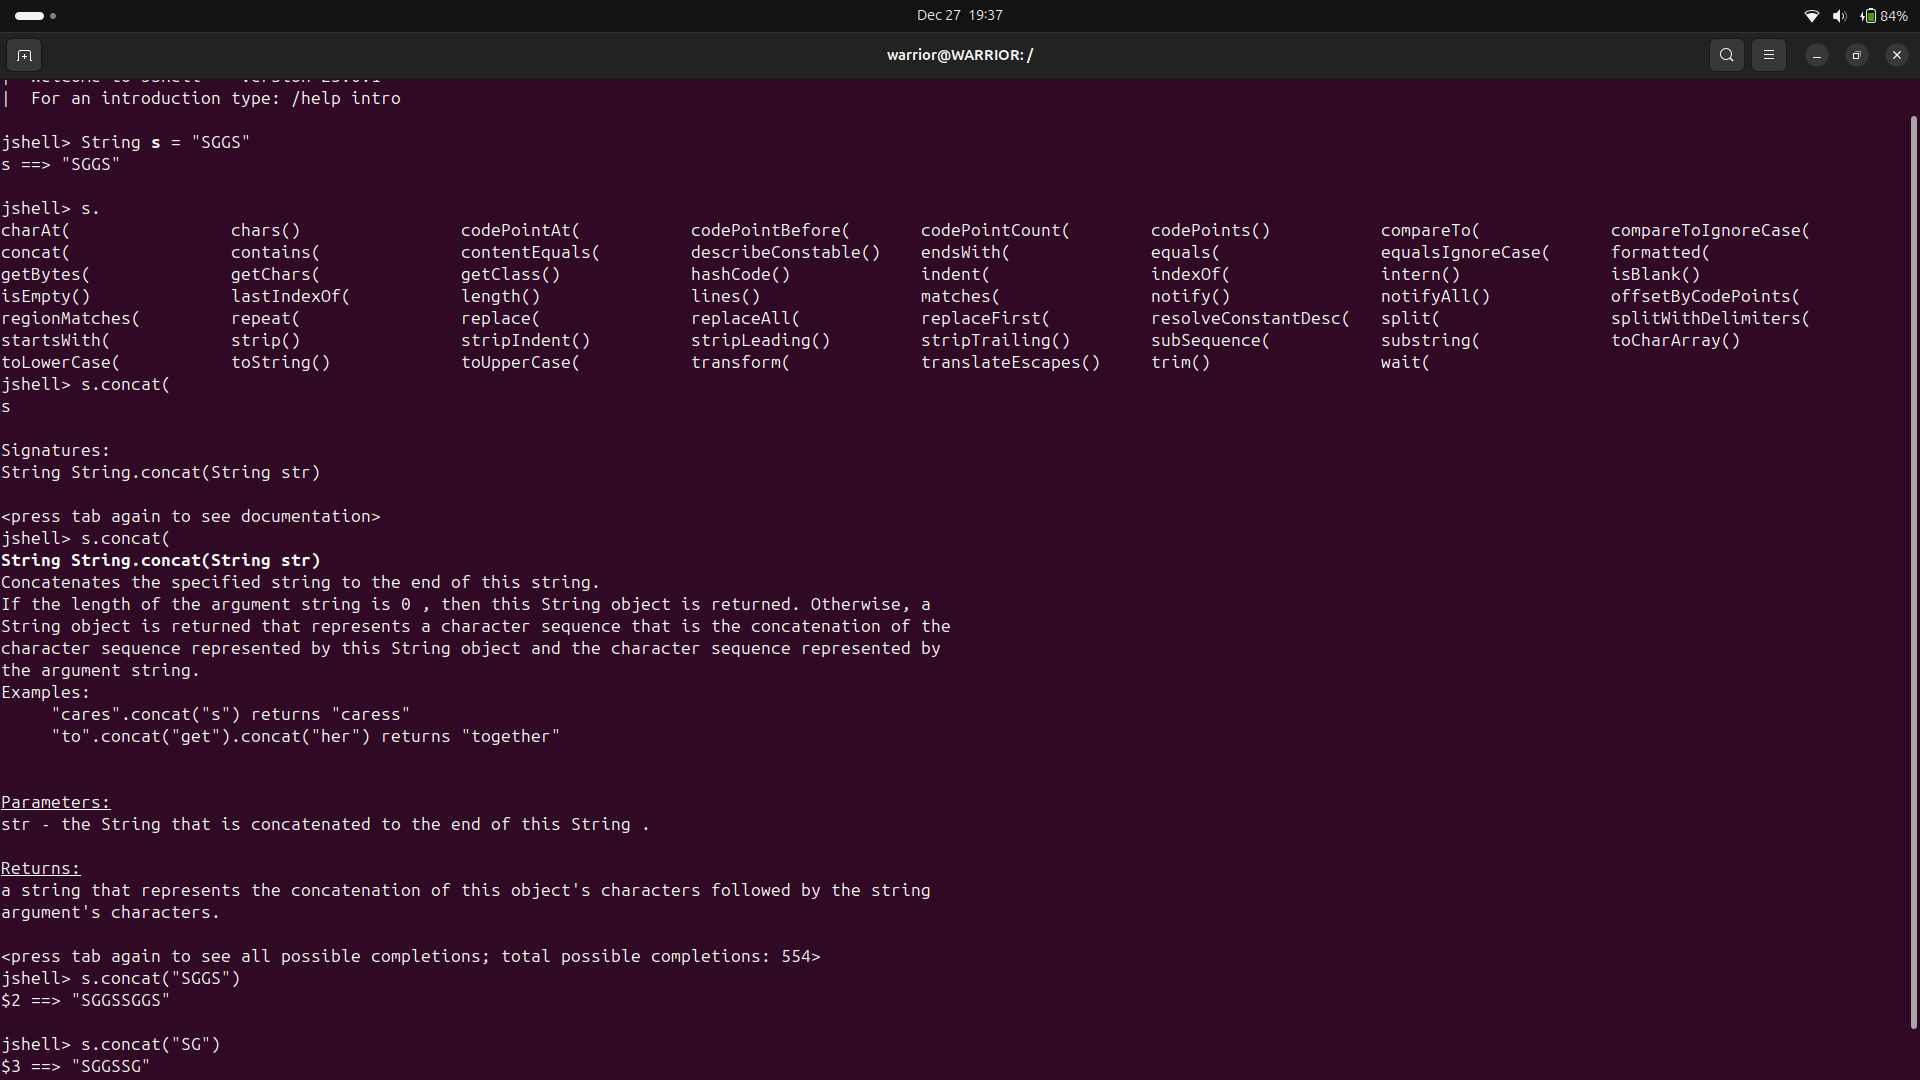 Dec 27 19:37
84%
warrior@WARRIOR: /
| For an introduction type: /help intro
jshell> String s = "SGGS"
s ==> "SGGS"
jshell> s.
charAt( chars() codePointAt( codePointBefore( codePointCount( codePoints() compareTo( compareToIgnoreCase(
concat( contains( contentEquals( describeConstable() endsWith( equals( equalsIgnoreCase( formatted(
getBytes( getChars( getClass() hashCode() indent( indexOf( intern() isBlank()
isEmpty() lastIndexOf( length() lines() matches( notify() notifyAll() offsetByCodePoints(
regionMatches( repeat( replace( replaceAll( replaceFirst( resolveConstantDesc( split( splitWithDelimiters(
startsWith( strip() stripIndent() stripLeading() stripTrailing() subSequence( substring( toCharArray()
toLowerCase( toString() toUpperCase( transform( translateEscapes() trim() wait(
jshell> s.concat(
s
Signatures:
String String.concat(String str)
<press tab again to see documentation>
jshell> s.concat(
String String.concat(String str)
Concatenates the specified string to the end of this string.
If the length of the argument string is 0 , then this String object is returned. Otherwise, a
String object is returned that represents a character sequence that is the concatenation of the
character sequence represented by this String object and the character sequence represented by
the argument string.
Examples:
"cares".concat("s") returns "caress"
"to".concat("get").concat("her") returns "together"
Parameters:
str - the String that is concatenated to the end of this String .
Returns:
a string that represents the concatenation of this object's characters followed by the string
argument's characters.
<press tab again to see all possible completions; total possible completions: 554>
jshell> s.concat("SGGS")
$2 ==> "SGGSSGGS"
jshell> s.concat("SG")
$3 ==> "SGGSSG"